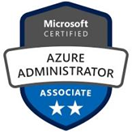 Microsoft
CERTIFIED
AZURE
ADMINISTRATOR
ASSOCIATE